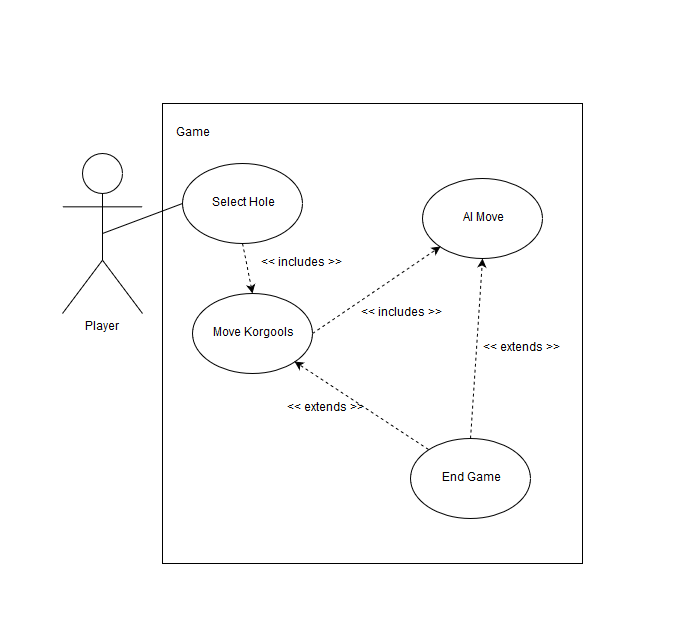 Game
Select Hole
AI Move
<< includes >>
<< includes >>
Player
Move Korgools
<< extends >>
<< extends >>
End Game